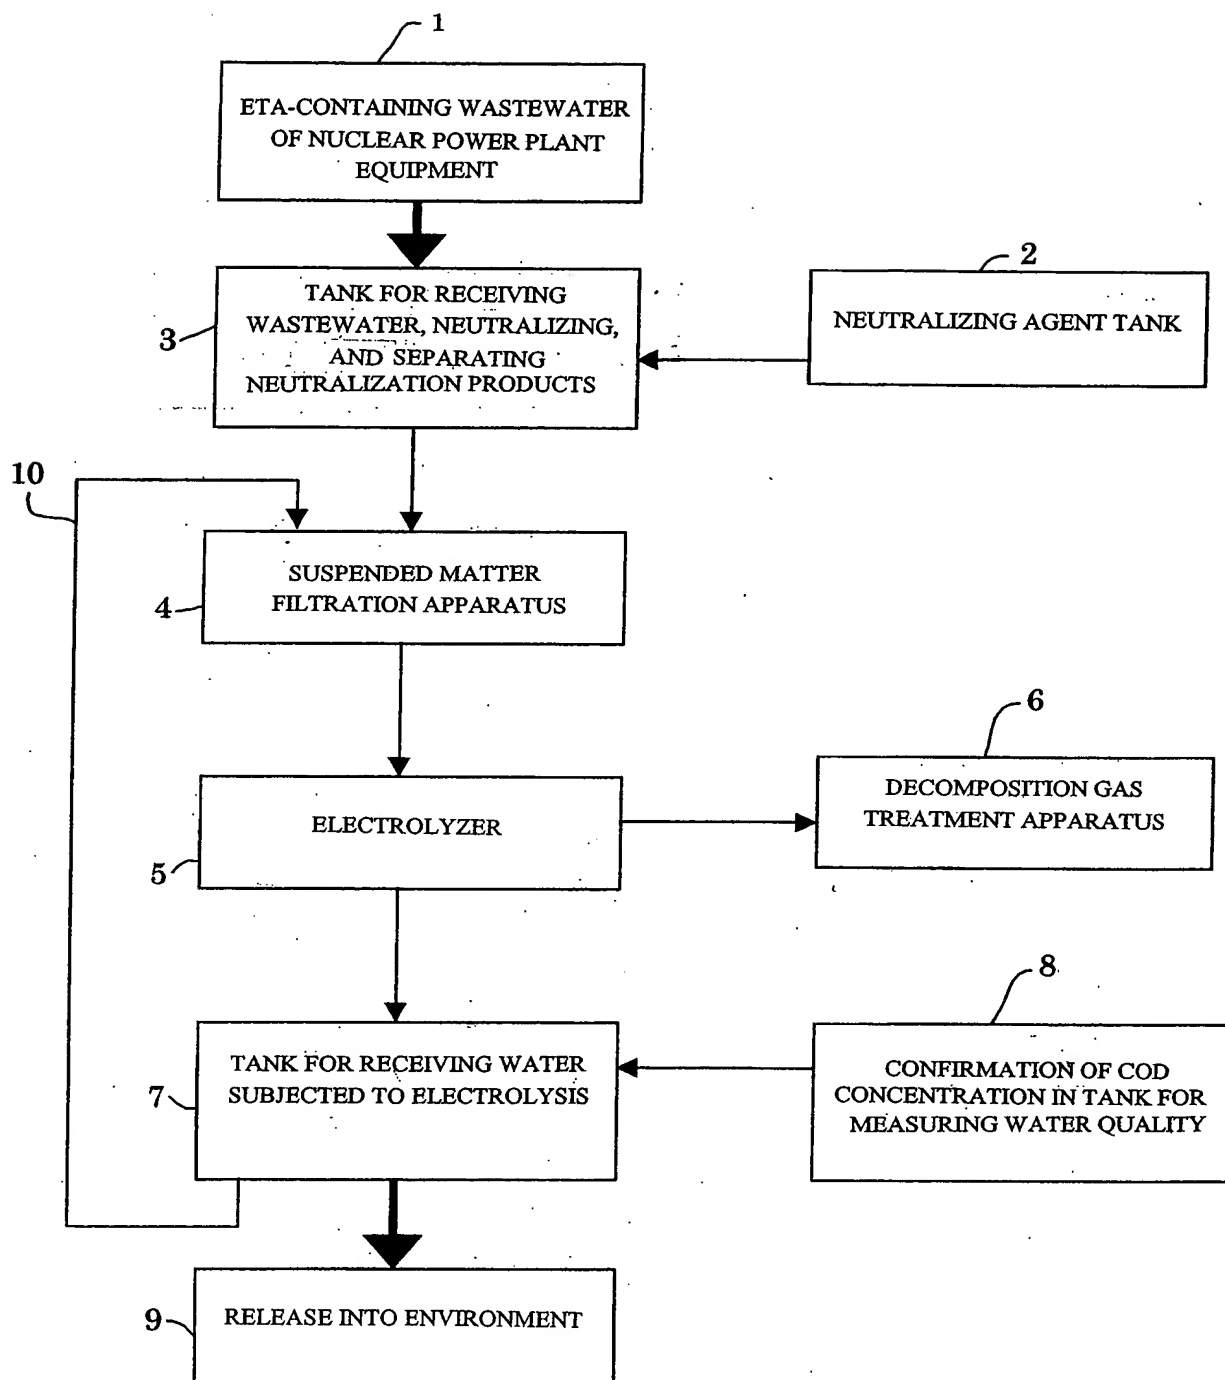 1
ETA-CONTAINING WASTEWATER
OF NUCLEAR POWER PLANT
EQUIPMENT
2
NEUTRALIZING AGENT TANK
3
TANK FOR RECEIVING
WASTEWATER, NEUTRALIZING,
AND SEPARATING
NEUTRALIZATION PRODUCTS
10
4
SUSPENDED MATTER
FILTRATION APPARATUS
6
DECOMPOSITION GAS
TREATMENT APPARATUS
5
ELECTROLYZER
8
CONFIRMATION OF COD
CONCENTRATION IN TANK FOR
MEASURING WATER QUALITY
7
TANK FOR RECEIVING WATER
SUBJECTED TO ELECTROLYSIS
9
RELEASE INTO ENVIRONMENT